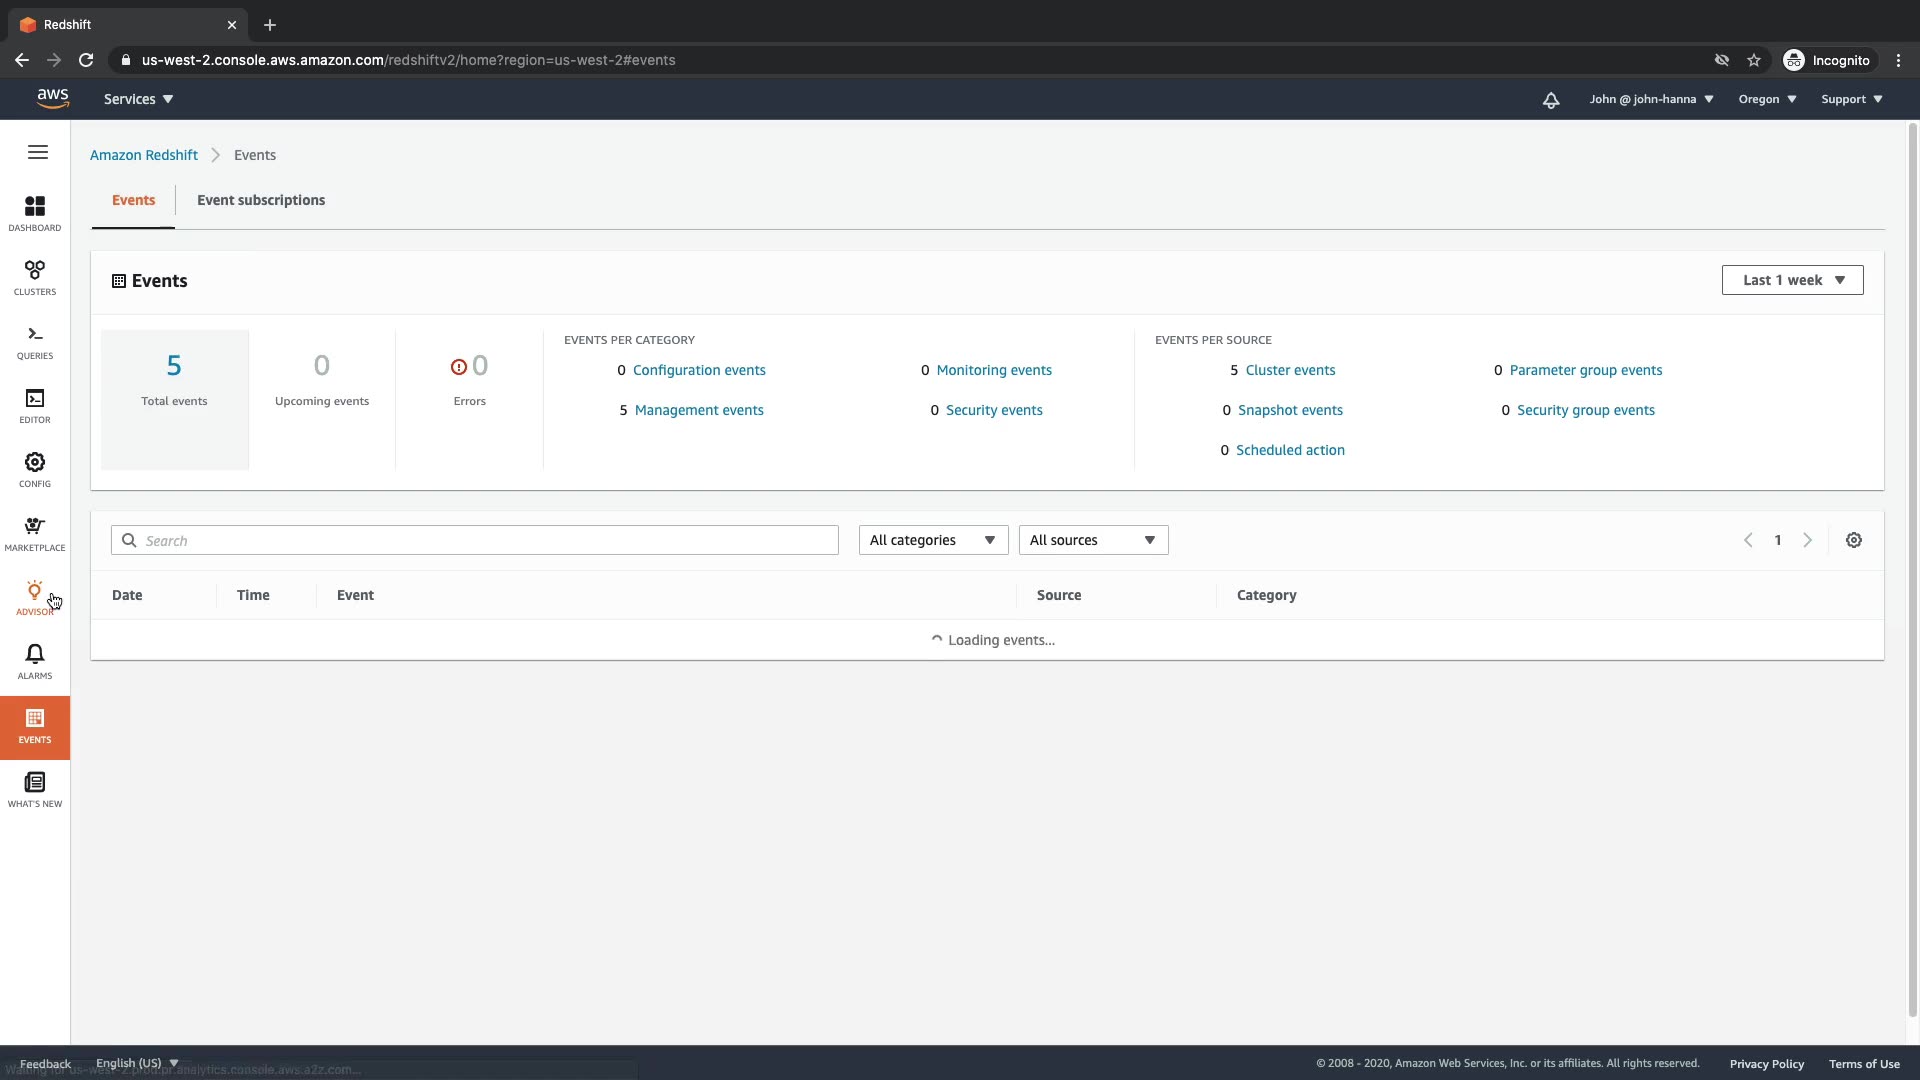 Redshift
us-west-2.console.aws.amazon.com/redshiftv2/home?region=us-west-2#events
Incognito
aws
Services
John @ john-hanna
Oregon
Support
Amazon Redshift
Events
Events
Event subscriptions
DASHBOARD
CLUSTERS
QUERIES
EDITOR
CONFIG
MARKETPLACE
ADVISOR
ALARMS
EVENTS
WHAT'S NEW
Events
Last 1 week
5
Total events
0
Upcoming events
0
Errors
EVENTS PER CATEGORY
0 Configuration events
0 Monitoring events
5 Management events
0 Security events
EVENTS PER SOURCE
5 Cluster events
0 Parameter group events
0 Snapshot events
0 Security group events
0 Scheduled action
Search
All categories
All sources
1
Date
Time
Event
Source
Category
Loading events...
Feedback
English (US)
Waiting for us-west-2.prod.pr.analytics.console.aws.a2z.com...
© 2008 - 2020, Amazon Web Services, Inc. or its affiliates. All rights reserved.
Privacy Policy
Terms of Use